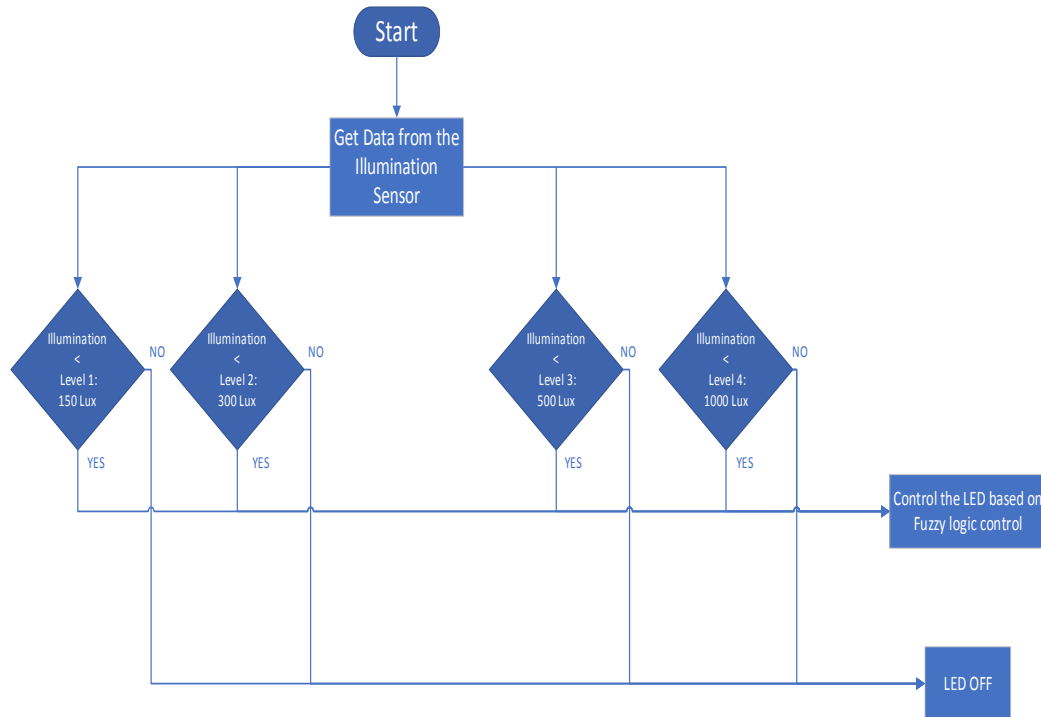 Start
Get Data from the
Illumination
Sensor
Illumination
<
Level 1:
150 Lux
NO
YES
Illumination
<
Level 2:
300 Lux
NO
YES
Illumination
<
Level 3:
500 Lux
NO
YES
Illumination
<
Level 4:
1000 Lux
NO
YES
Control the LED based on
Fuzzy logic control
LED OFF